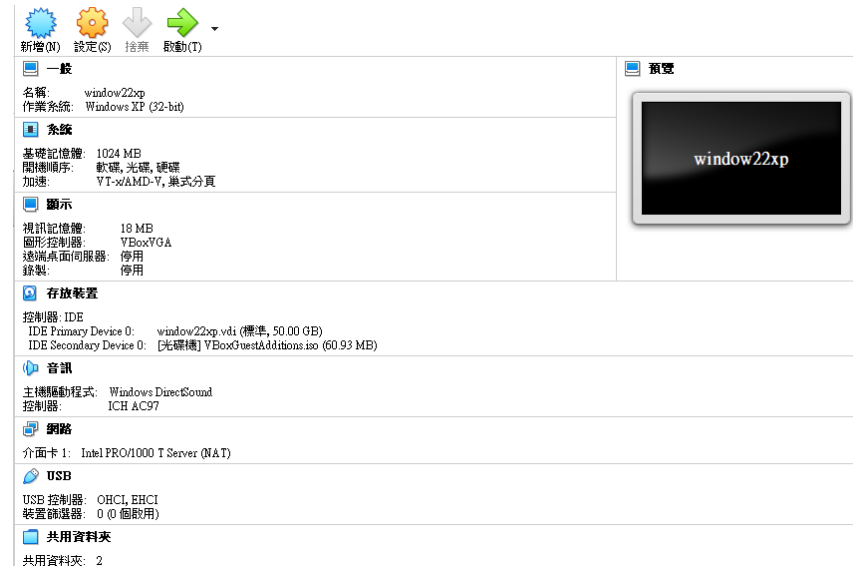 新增(N) 設定(S) 捨棄 啟動(T)
一般
名稱: window22xp
作業系統: Windows XP (32-bit)
系統
基礎記憶體: 1024 MB
開機順序: 軟碟, 光碟, 硬碟
加速: VT-x/AMD-V, 巢式分頁
顯示
視訊記憶體: 18 MB
圖形控制器: VBoxVGA
遠端桌面伺服器: 停用
錄製: 停用
預覽
window22xp
存放裝置
控制器: IDE
IDE Primary Device 0: window22xp.vdi (標準, 50.00 GB)
IDE Secondary Device 0: [光碟機] VBoxGuestAdditions.iso (60.93 MB)
音訊
主機驅動程式: Windows DirectSound
控制器: ICH AC97
網路
介面卡 1: Intel PRO/1000 T Server (NAT)
USB
USB 控制器: OHCI, EHCI
裝置篩選器: 0 (0 個啟用)
共用資料夾
共用資料夾: 2